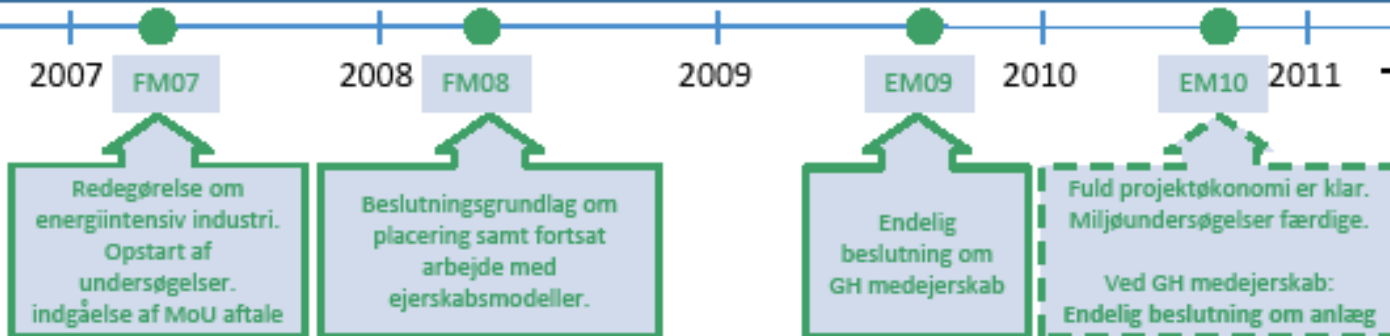 2007 FM07 2008 FM08 2009 EM09 2010 EM10 2011
Redegørelse om
energiintensiv industri.
Opstart af
undersøgelser.
indgåelse af MoU aftale
Beslutningsgrundlag om
placering samt fortsat
arbejde med
ejerskabsmodeller.
Endelig
beslutning om
GH medejerskab
Fuld projektøkonomi er klar.
Miljøundersøgelser færdige.
Ved GH medejerskab:
Endelig beslutning om anlæg